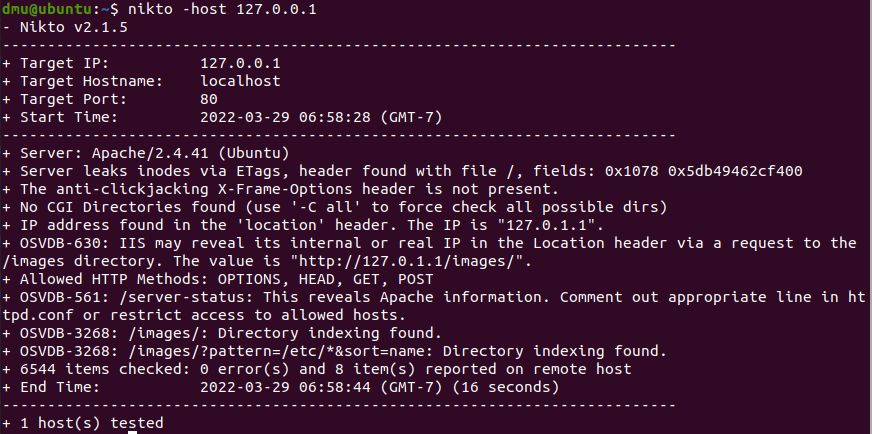 dmu@ubuntu:~$ nikto -host 127.0.0.1
- Nikto v2.1.5
---------------------------------------------------------------------------
+ Target IP:          127.0.0.1
+ Target Hostname:    localhost
+ Target Port:        80
+ Start Time:         2022-03-29 06:58:28 (GMT-7)
---------------------------------------------------------------------------
+ Server: Apache/2.4.41 (Ubuntu)
+ Server leaks inodes via ETags, header found with file /, fields: 0x1078 0x5db49462cf400
+ The anti-clickjacking X-Frame-Options header is not present.
+ No CGI Directories found (use '-C all' to force check all possible dirs)
+ IP address found in the 'location' header. The IP is "127.0.1.1".
+ OSVDB-630: IIS may reveal its internal or real IP in the Location header via a request to the
/images directory. The value is "http://127.0.1.1/images/".
+ Allowed HTTP Methods: OPTIONS, HEAD, GET, POST
+ OSVDB-561: /server-status: This reveals Apache information. Comment out appropriate line in ht
tpd.conf or restrict access to allowed hosts.
+ OSVDB-3268: /images/: Directory indexing found.
+ OSVDB-3268: /images/?pattern=/etc/*&sort=name: Directory indexing found.
+ 6544 items checked: 0 error(s) and 8 item(s) reported on remote host
+ End Time:           2022-03-29 06:58:44 (GMT-7) (16 seconds)
---------------------------------------------------------------------------
+ 1 host(s) tested